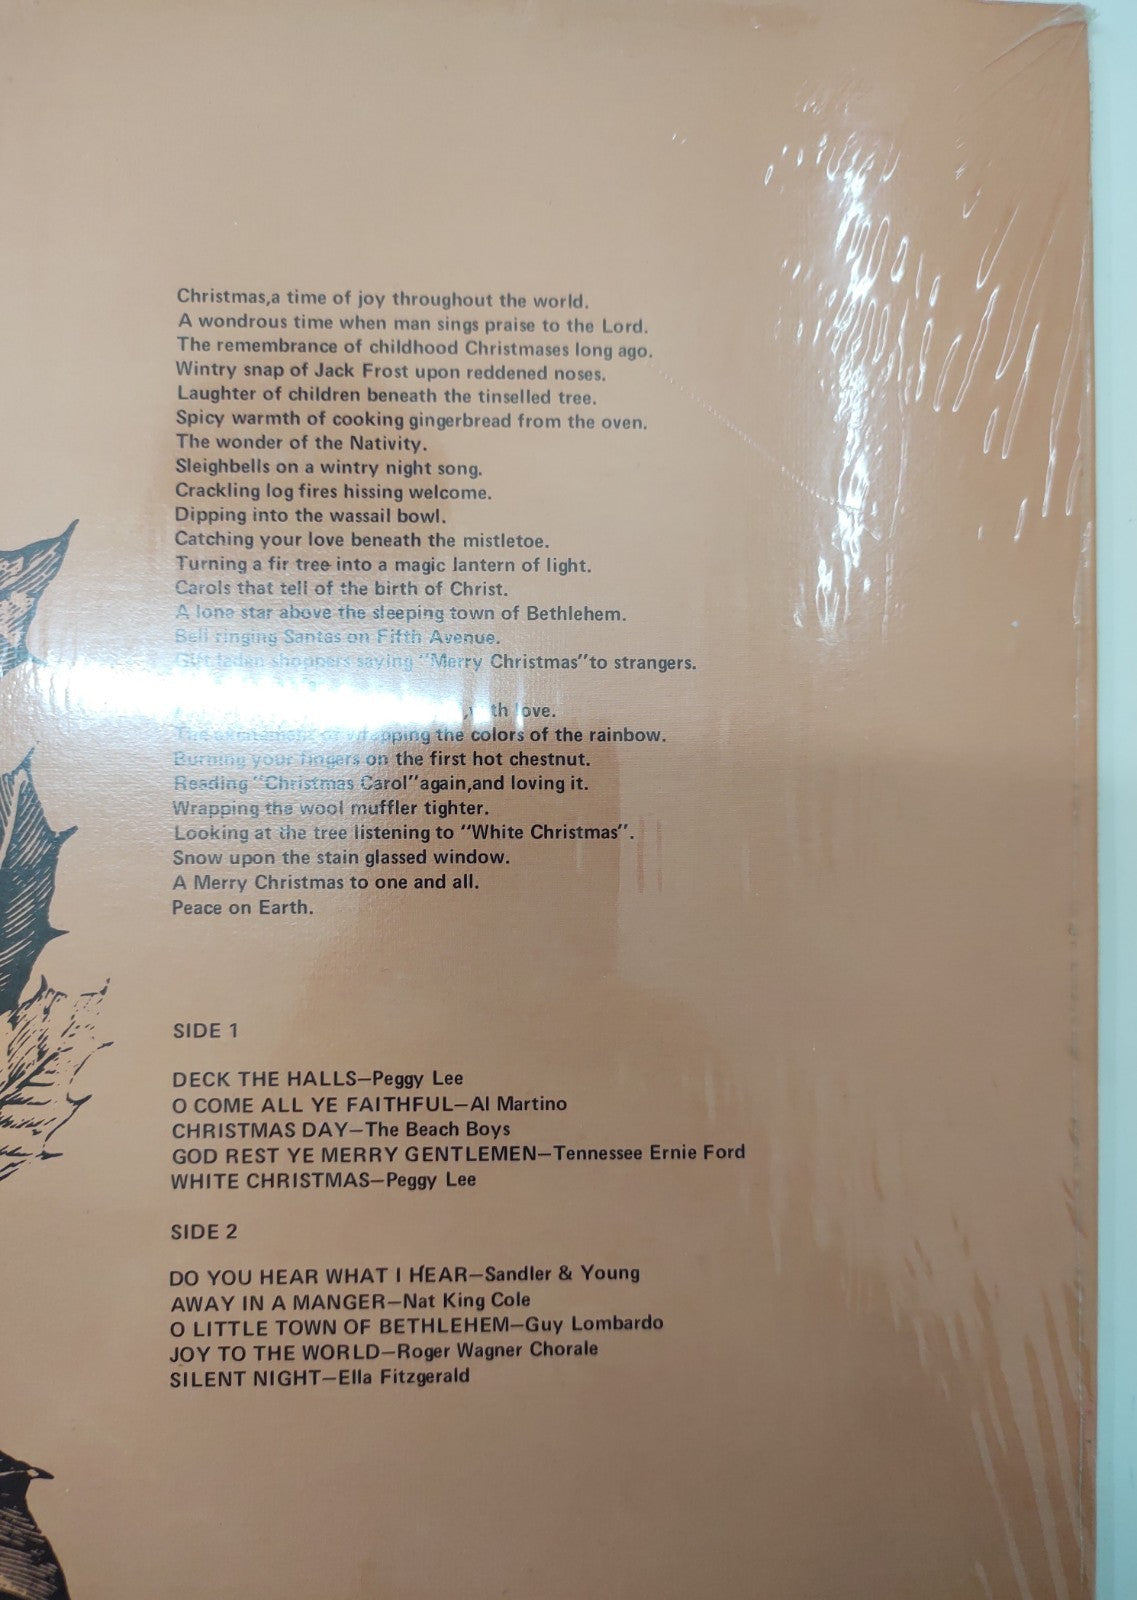 Christmas,a time of joy throughout the world.
A wondrous time when man sings praise to the Lord.
The remembrance of childhood Christmases long ago.
Wintry snap of Jack Frost upon reddened noses.
Laughter of children beneath the tinselled tree.
Spicy warmth of cooking gingerbread from the oven.
The wonder of the Nativity.
Sleighbells on a wintry night song.
Crackling log fires hissing welcome.
Dipping into the wassail bowl.
Catching your love beneath the mistletoe.
Turning a fir tree into a magic lantern of light.
Carols that tell of the birth of Christ.
A lone star above the sleeping town of Bethlehem.
Bell ringing Santas on Fifth Avenue.
Gift laden shoppers saying "Merry Christmas"to strangers.
love.
The excitement of wrapping the colors of the rainbow.
Burning your fingers on the first hot chestnut.
Reading "Christmas Carol"again,and loving it.
Wrapping the wool muffler tighter.
Looking at the tree listening to "White Christmas".
Snow upon the stain glassed window.
A Merry Christmas to one and all.
Peace on Earth.
SIDE 1
DECK THE HALLS—Peggy Lee
O COME ALL YE FAITHFUL—Al Martino
CHRISTMAS DAY—The Beach Boys
GOD REST YE MERRY GENTLEMEN—Tennessee Ernie Ford
WHITE CHRISTMAS—Peggy Lee
SIDE 2
DO YOU HEAR WHAT I HEAR—Sandler & Young
AWAY IN A MANGER—Nat King Cole
O LITTLE TOWN OF BETHLEHEM—Guy Lombardo
JOY TO THE WORLD—Roger Wagner Chorale
SILENT NIGHT—Ella Fitzgerald